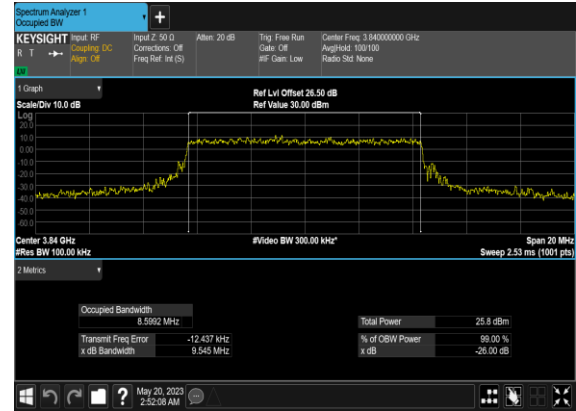 Spectrum Analyzer 1
Occupied BW
KEYSIGHT
R T
LU
Input: RF
Coupling: DC
Align: Off
Input Z: 50 Ω
Corrections: Off
Freq Ref: Int (S)
Atten: 20 dB
Trig: Free Run
Gate: Off
#IF Gain: Low
Center Freq: 3.840000000 GHz
Avg|Hold: 100/100
Radio Std: None
1 Graph
Scale/Div 10.0 dB
Ref Lvl Offset 26.50 dB
Ref Value 30.00 dBm
Log
20.0
10.0
0.00
-10.0
-20.0
-30.0
-40.0
-50.0
-60.0
Center 3.84 GHz
#Res BW 100.00 kHz
#Video BW 300.00 kHz*
Span 20 MHz
Sweep 2.53 ms (1001 pts)
2 Metrics
Occupied Bandwidth
8.5992 MHz
Transmit Freq Error -12.437 kHz
x dB Bandwidth 9.545 MHz
Total Power 25.8 dBm
% of OBW Power 99.00 %
x dB -26.00 dB
?
May 20, 2023
2:52:08 AM